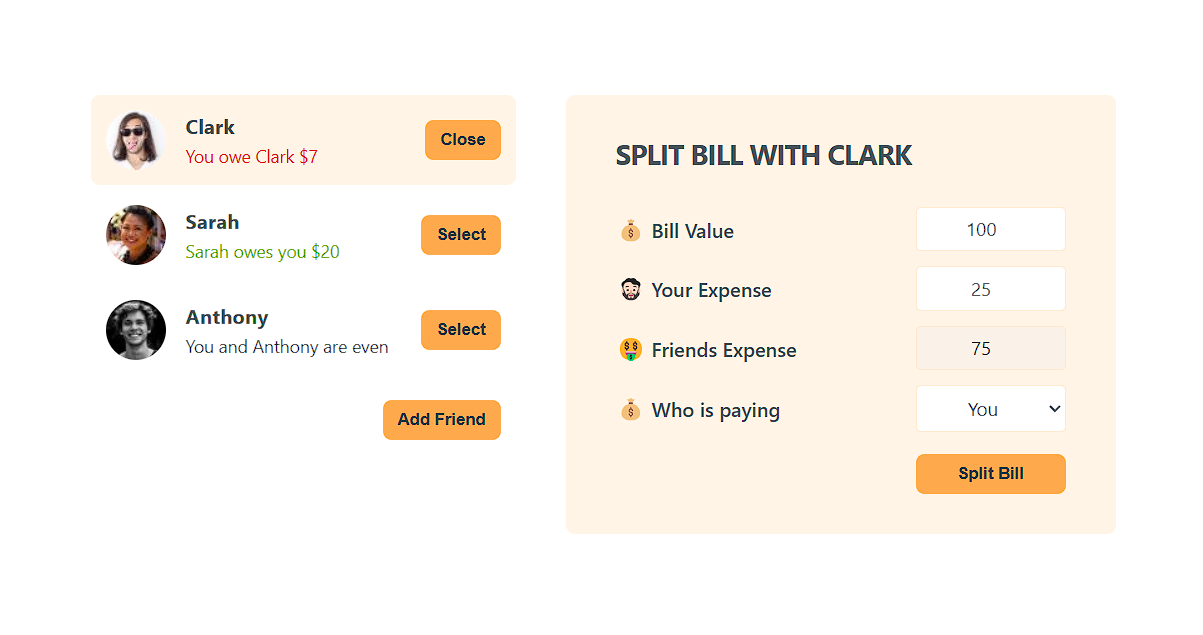 Clark
You owe Clark $7
Close
Sarah
Sarah owes you $20
Select
Anthony
You and Anthony are even
Select
Add Friend
SPLIT BILL WITH CLARK
💰 Bill Value
100
🧔🏻 Your Expense
25
🤑 Friends Expense
75
💰 Who is paying
You
Split Bill